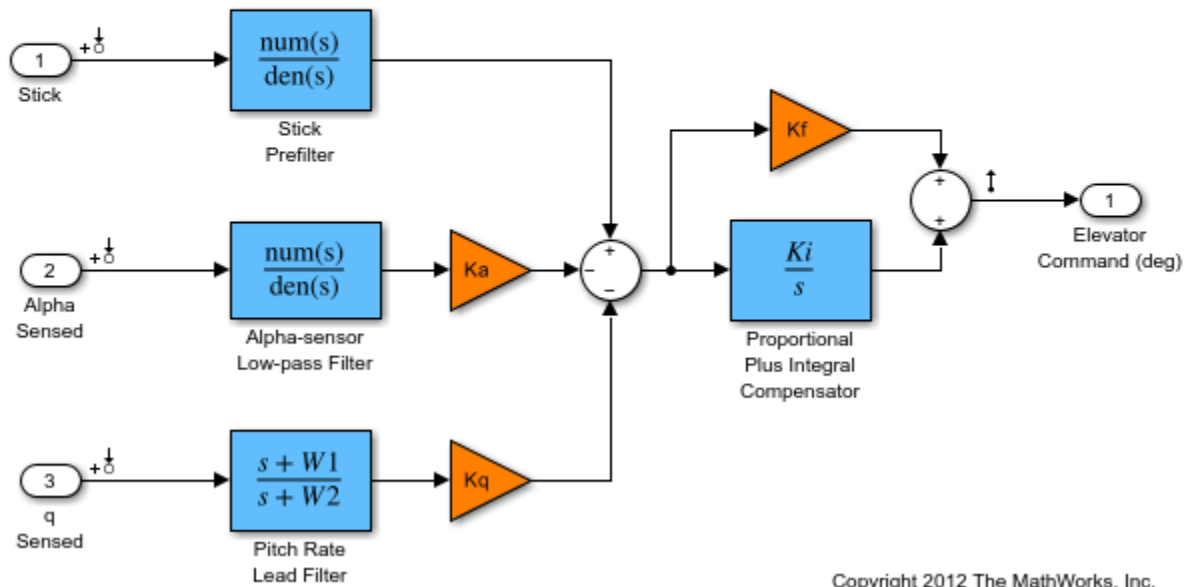 1
Stick
num(s)
den(s)
Stick
Prefilter
Kf
2
Alpha
Sensed
num(s)
den(s)
Alpha-sensor
Low-pass Filter
Ka
+
−
−
Ki
s
Proportional
Plus Integral
Compensator
+
+
1
Elevator
Command (deg)
3
q
Sensed
s + W1
s + W2
Pitch Rate
Lead Filter
Kq
Copyright 2012 The MathWorks, Inc.